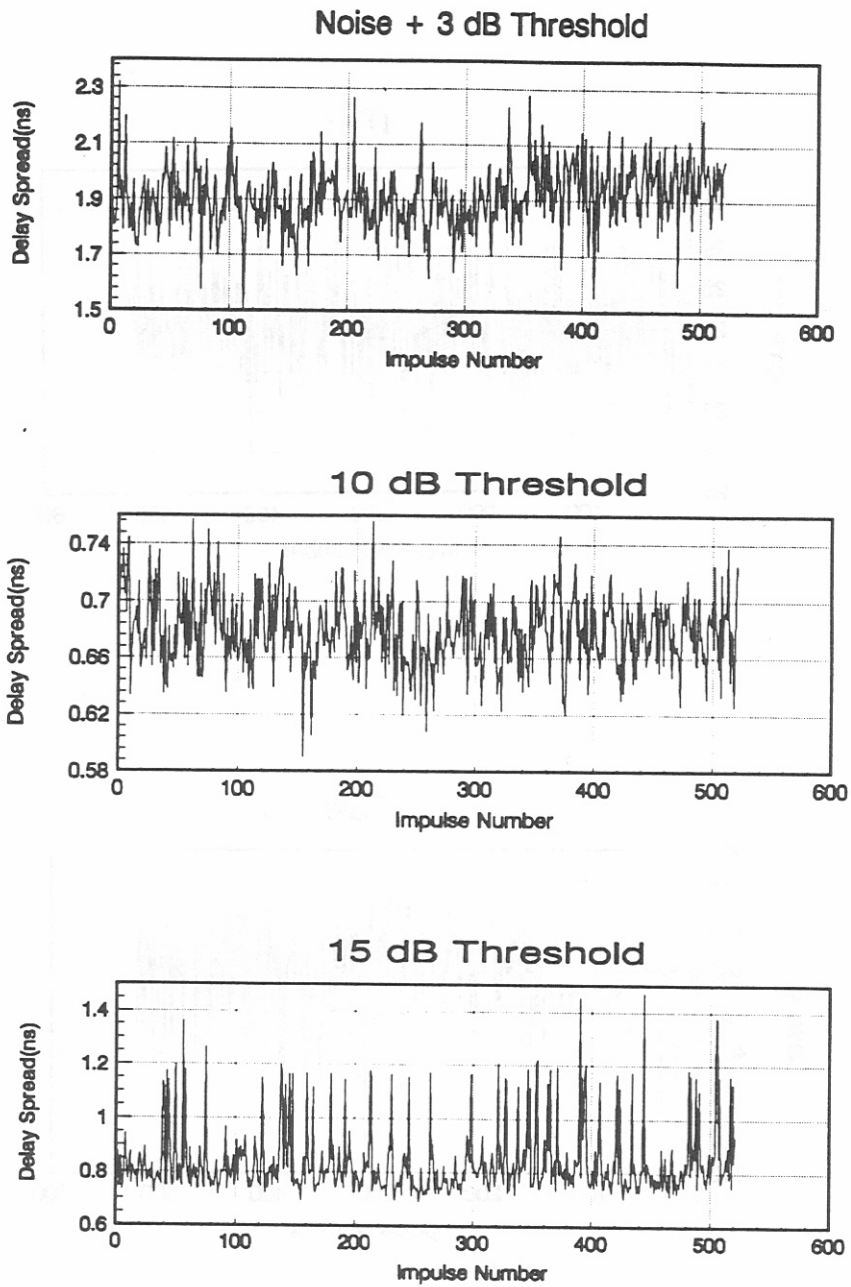 Noise + 3 dB Threshold
Delay Spread(ns)
2.3
2.1
1.9
1.7
1.5
0 100 200 300 400 500 600
Impulse Number
10 dB Threshold
Delay Spread(ns)
0.74
0.7
0.66
0.62
0.58
0 100 200 300 400 500 600
Impulse Number
15 dB Threshold
Delay Spread(ns)
1.4
1.2
1
0.8
0.6
0 100 200 300 400 500 600
Impulse Number